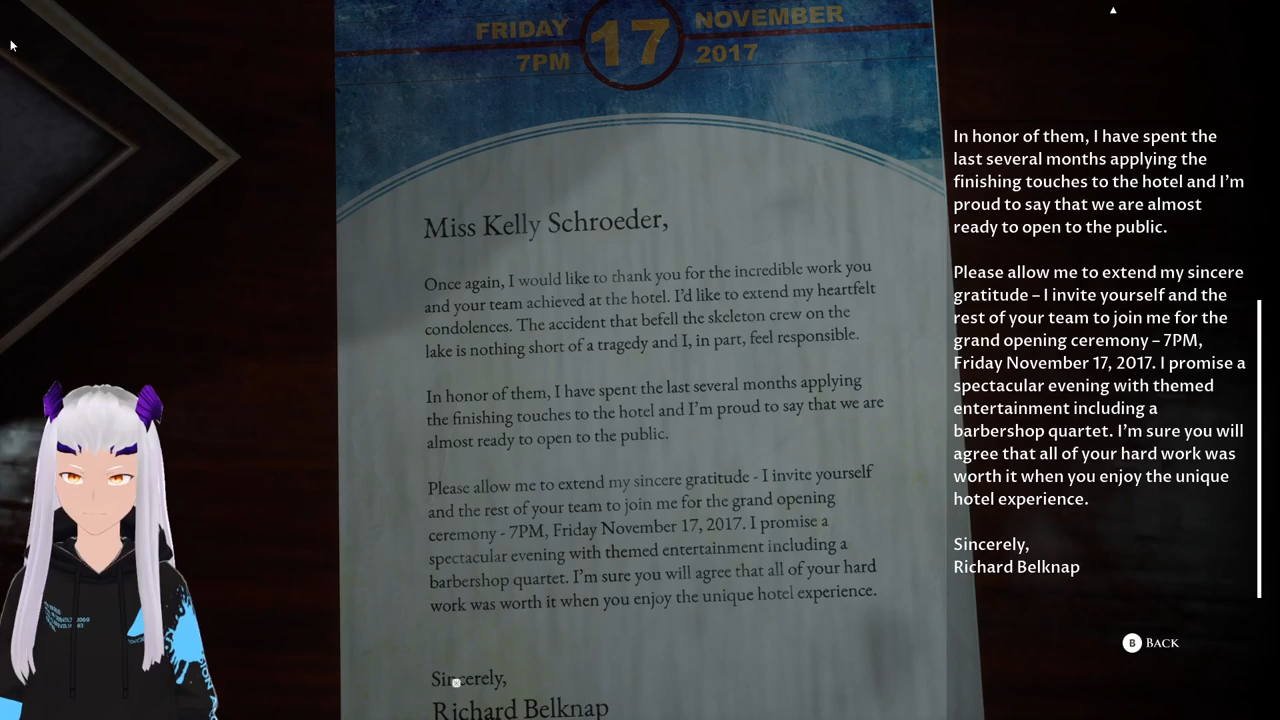 FRIDAY
7PM
17
NOVEMBER
2017
Miss Kelly Schroeder,
Once again, I would like to thank you for the incredible work you
and your team achieved at the hotel. I'd like to extend my heartfelt
condolences. The accident that befell the skeleton crew on the
lake is nothing short of a tragedy and I, in part, feel responsible.
In honor of them, I have spent the last several months applying
the finishing touches to the hotel and I'm proud to say that we are
almost ready to open to the public.
Please allow me to extend my sincere gratitude - I invite yourself
and the rest of your team to join me for the grand opening
ceremony - 7PM, Friday November 17, 2017. I promise a
spectacular evening with themed entertainment including a
barbershop quartet. I'm sure you will agree that all of your hard
work was worth it when you enjoy the unique hotel experience.
Sincerely,
Richard Belknap
In honor of them, I have spent the
last several months applying the
finishing touches to the hotel and I'm
proud to say that we are almost
ready to open to the public.
Please allow me to extend my sincere
gratitude – I invite yourself and the
rest of your team to join me for the
grand opening ceremony – 7PM,
Friday November 17, 2017. I promise a
spectacular evening with themed
entertainment including a
barbershop quartet. I'm sure you will
agree that all of your hard work was
worth it when you enjoy the unique
hotel experience.
Sincerely,
Richard Belknap
B BACK